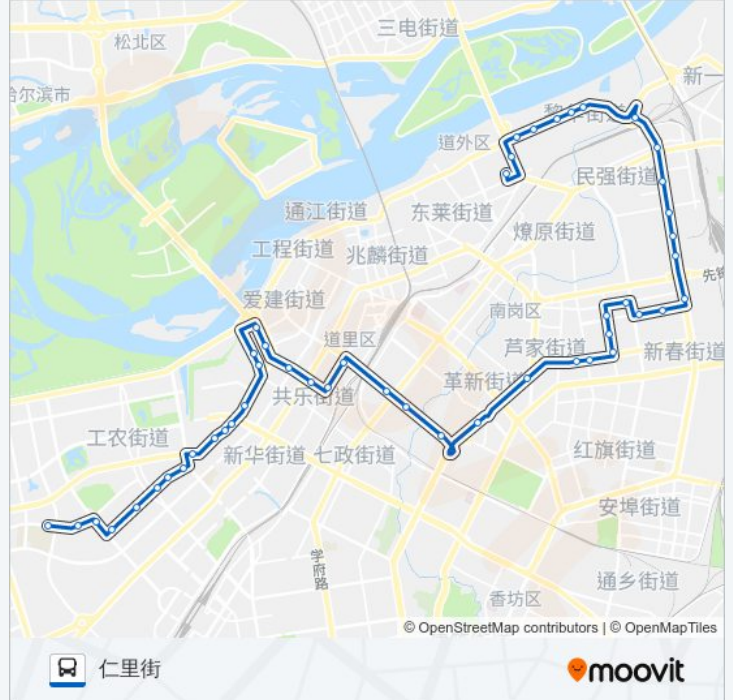 三电街道
松北区
新一
哈尔滨市
黎华街道
道外区
民强街道
通江街道
东莱街道
燎原街道
工程街道
兆麟街道
先锋
爱建街道
南岗区
道里区
芦家街道
新春街道
革新街道
共乐街道
工农街道
新华街道
七政街道
红旗街道
安埠街道
学府路
通乡街道
香坊区
© OpenStreetMap contributors | © OpenMapTiles
仁里街
moovit